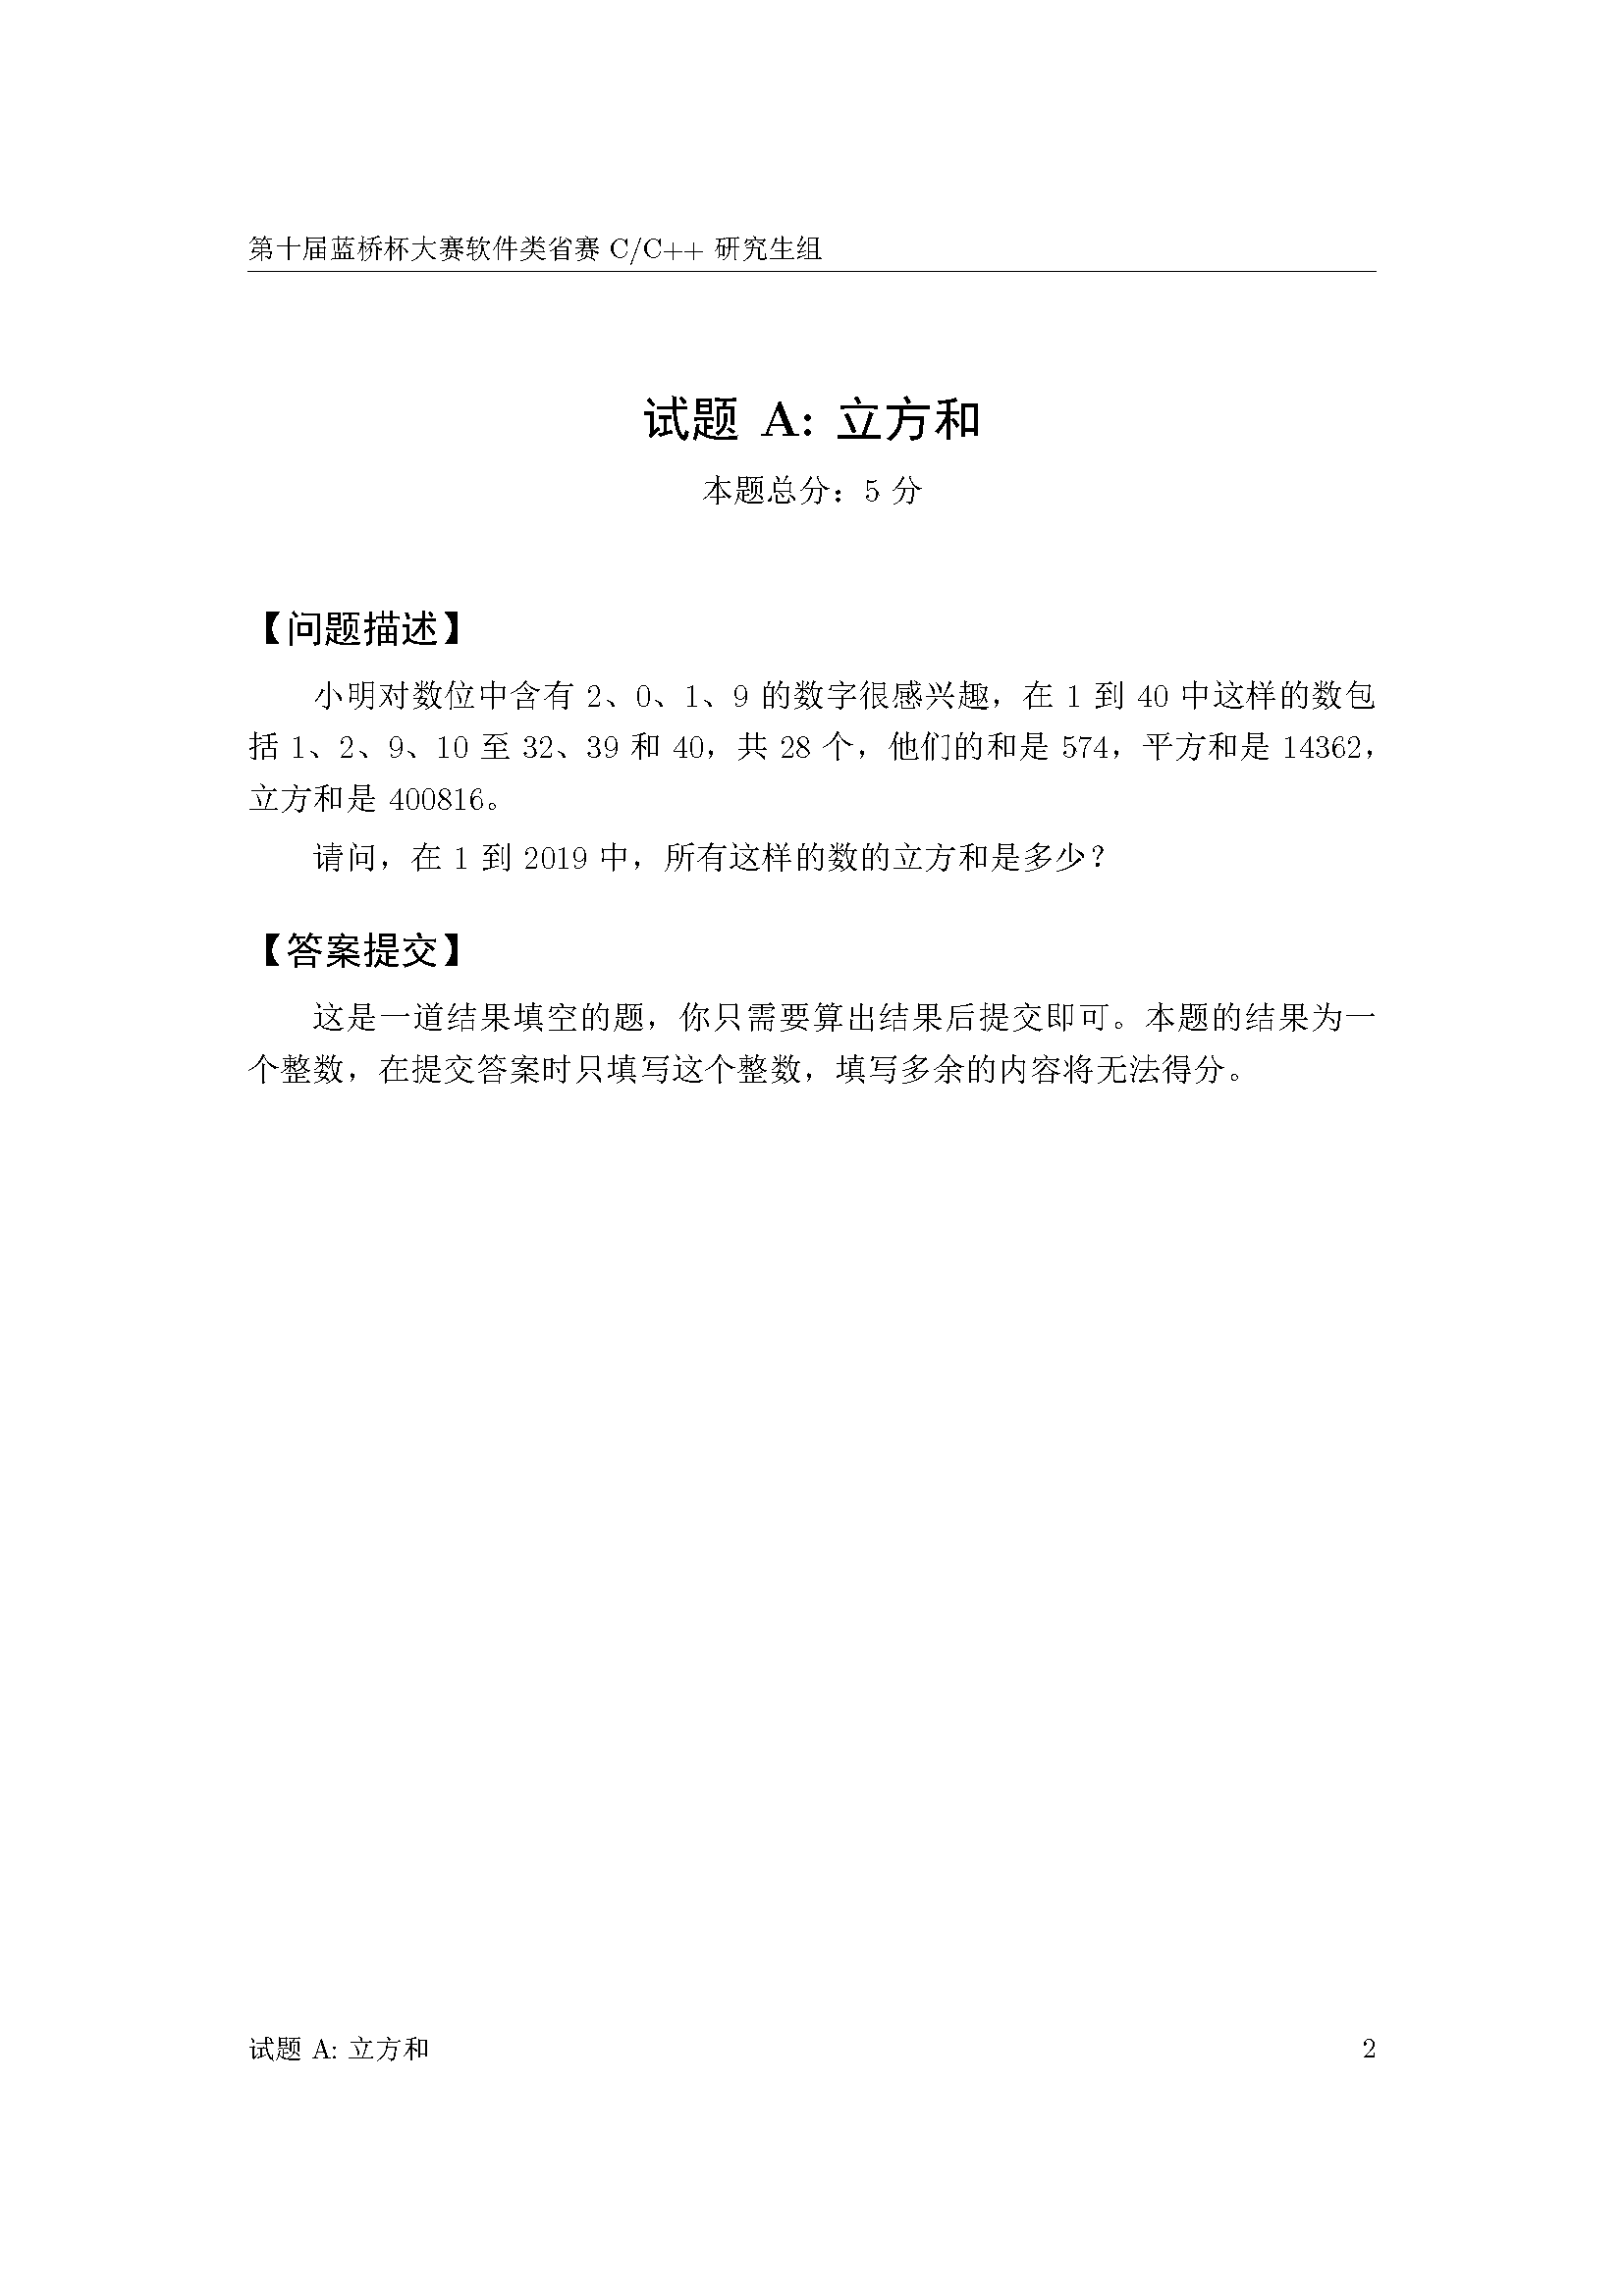 第十届蓝桥杯大赛软件类省赛 C/C++ 研究生组
试题 A: 立方和
本题总分：5 分
【问题描述】
小明对数位中含有 2、0、1、9 的数字很感兴趣，在 1 到 40 中这样的数包
括 1、2、9、10 至 32、39 和 40，共 28 个，他们的和是 574，平方和是 14362，
立方和是 400816。
请问，在 1 到 2019 中，所有这样的数的立方和是多少？
【答案提交】
这是一道结果填空的题，你只需要算出结果后提交即可。本题的结果为一
个整数，在提交答案时只填写这个整数，填写多余的内容将无法得分。
试题 A: 立方和 2